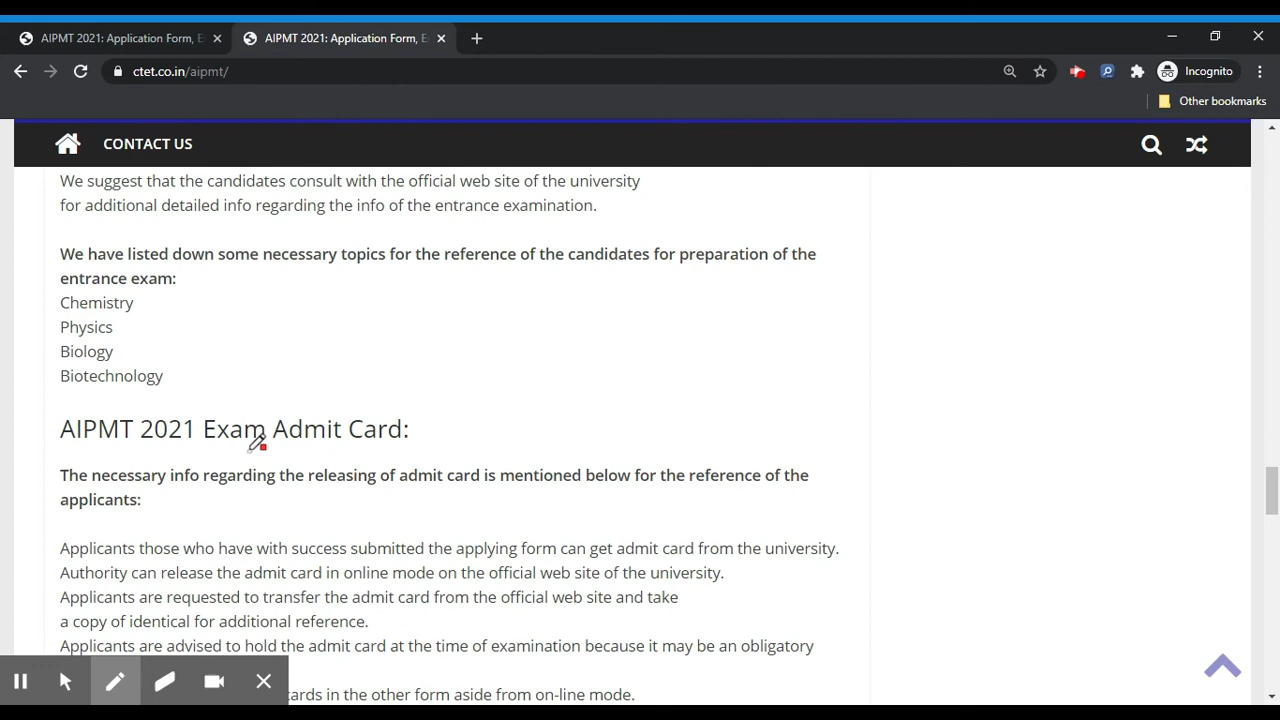 AIPMT 2021: Application Form, E
AIPMT 2021: Application Form, E
ctet.co.in/aipmt/
Incognito
Other bookmarks
CONTACT US
We suggest that the candidates consult with the official web site of the university
for additional detailed info regarding the info of the entrance examination.
We have listed down some necessary topics for the reference of the candidates for preparation of the
entrance exam:
Chemistry
Physics
Biology
Biotechnology
AIPMT 2021 Exam Admit Card:
The necessary info regarding the releasing of admit card is mentioned below for the reference of the
applicants:
Applicants those who have with success submitted the applying form can get admit card from the university.
Authority can release the admit card in online mode on the official web site of the university.
Applicants are requested to transfer the admit card from the official web site and take
a copy of identical for additional reference.
Applicants are advised to hold the admit card at the time of examination because it may be an obligatory
cards in the other form aside from on-line mode.